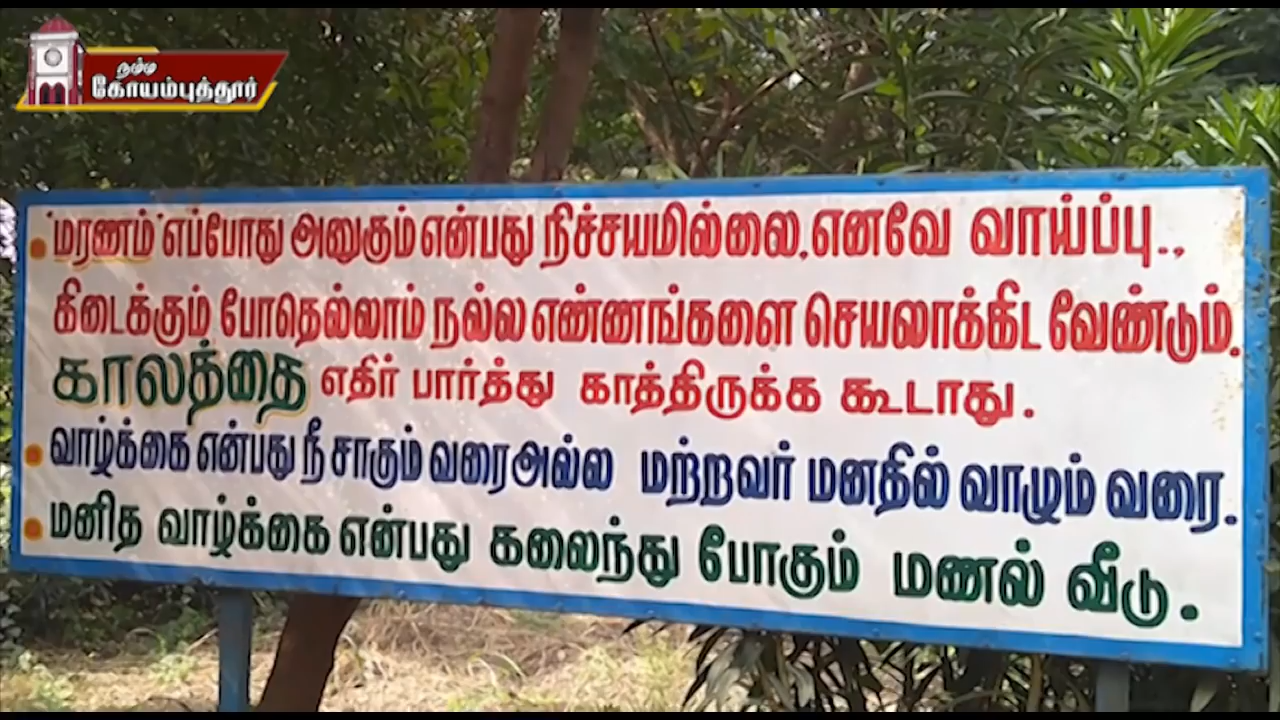 நம்ம
கோயம்புத்தூர்
'மரணம்' எப்போது அனுகும் என்பது நிச்சயமில்லை. எனவே வாய்ப்பு..,
கிடைக்கும் போதெல்லாம் நல்ல எண்ணங்களை செயலாக்கிட வேண்டும்.
காலத்தை எதிர் பார்த்து காத்திருக்க கூடாது.
வாழ்க்கை என்பது நீ சாகும் வரை அல்ல மற்றவர் மனதில் வாழும் வரை.
மனித வாழ்க்கை என்பது கலைந்து போகும் மணல் வீடு.